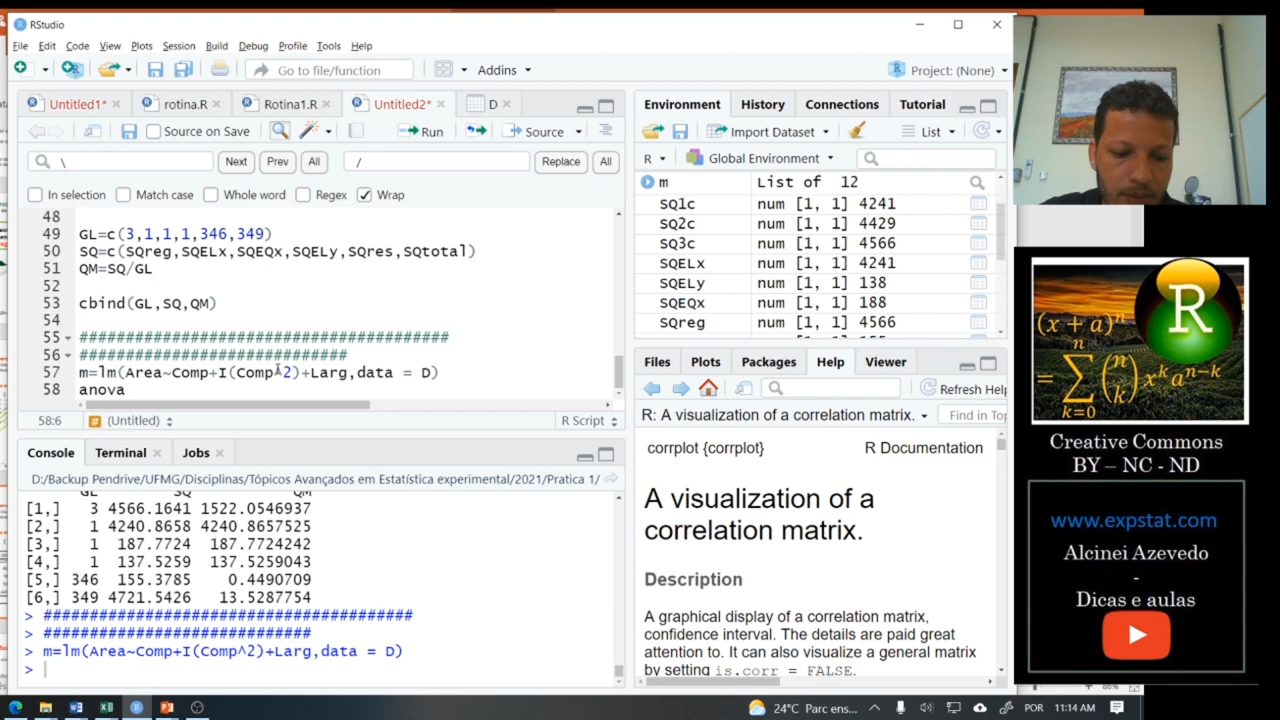 RStudio
File Edit Code View Plots Session Build Debug Profile Tools Help
Go to file/function
Addins
Project: (None)
Untitled1* × rotina.R × Rotina1.R × Untitled2* × D ×
Source on Save
Run
Source
\
Next
Prev
All
/
Replace
All
In selection
Match case
Whole word
Regex
Wrap
48
49 GL=c(3,1,1,1,346,349)
50 SQ=c(SQreg,SQELx,SQEQx,SQELy,SQres,SQtotal)
51 QM=SQ/GL
52
53 cbind(GL,SQ,QM)
54
55 ########################################
56 #############################
57 m=lm(Area~Comp+I(Comp^2)+Larg,data = D)
58 anova
58:6
# (Untitled)
R Script
Console Terminal × Jobs ×
D:/Backup Pendrive/UFMG/Disciplinas/Tópicos Avançados em Estatística experimental/2021/Pratica 1/
GL SQ QM
[1,] 3 4566.1641 1522.0546937
[2,] 1 4240.8658 4240.8657525
[3,] 1 187.7724 187.7724242
[4,] 1 137.5259 137.5259043
[5,] 346 155.3785 0.4490709
[6,] 349 4721.5426 13.5287754
> ########################################
> #############################
> m=lm(Area~Comp+I(Comp^2)+Larg,data = D)
>
Environment History Connections Tutorial
Import Dataset
List
R
Global Environment
m List of 12
SQ1c num [1, 1] 4241
SQ2c num [1, 1] 4429
SQ3c num [1, 1] 4566
SQELx num [1, 1] 4241
SQELy num [1, 1] 138
SQEQx num [1, 1] 188
SQreg num [1, 1] 4566
Files Plots Packages Help Viewer
Refresh Help
R: A visualization of a correlation matrix.
Find in Top
corrplot {corrplot}
R Documentation
A visualization of a
correlation matrix.
Description
A graphical display of a correlation matrix,
confidence interval. The details are paid great
attention to. It can also visualize a general matrix
by setting is.corr = FALSE.
R
(x + a)^n
= ∑ n k=0 (n k) x^k a^n-k
Creative Commons
BY – NC - ND
www.expstat.com
Alcinei Azevedo
-
Dicas e aulas
86%
24°C Parc ens...
POR
11:14 AM